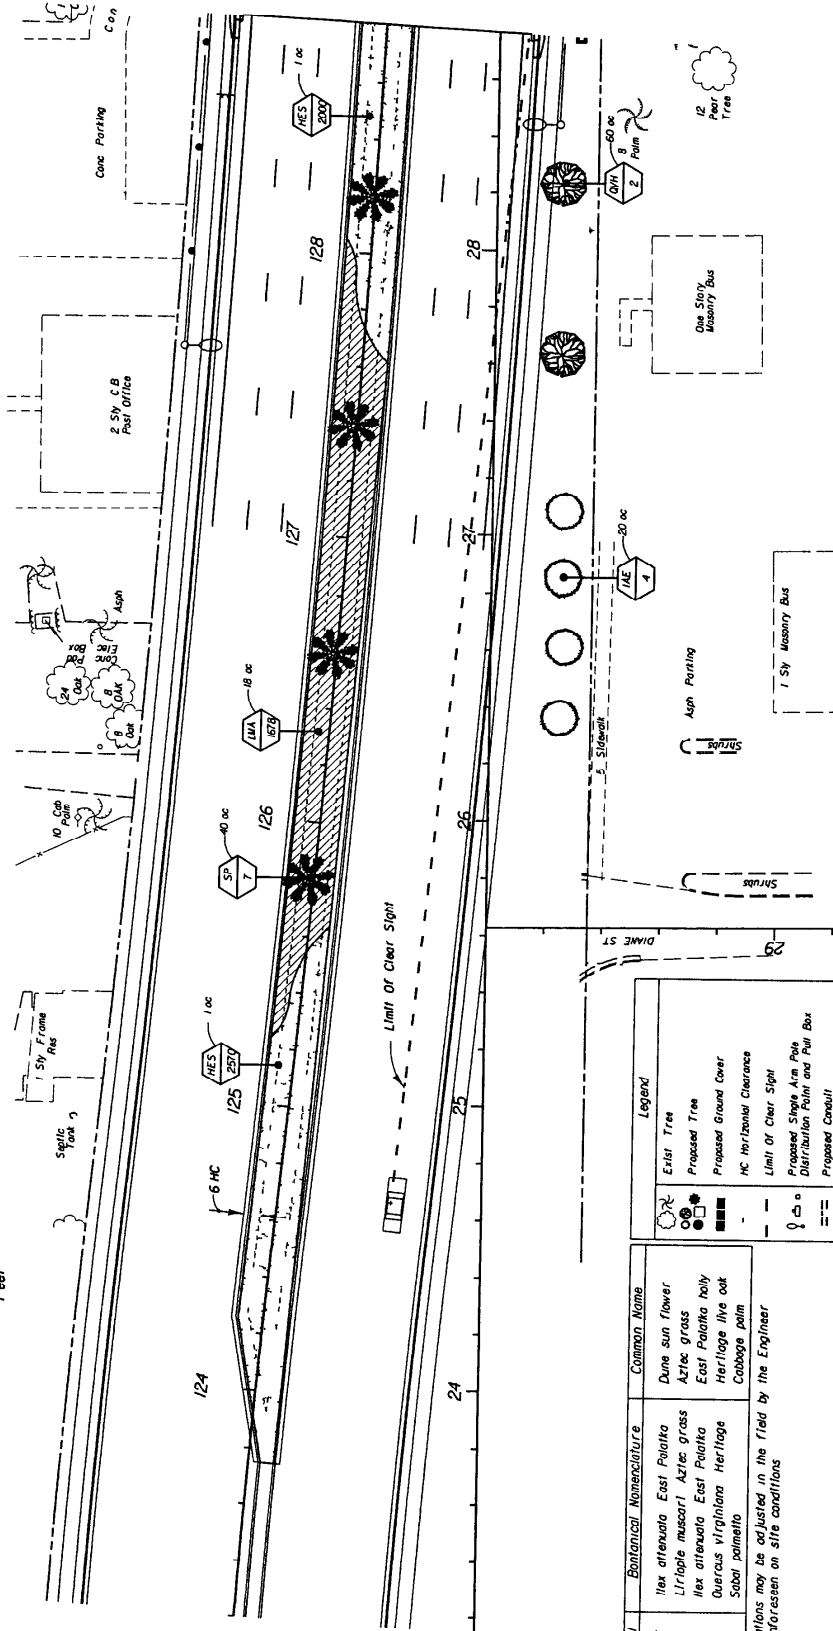 Con
Conc Parking
1 oc
HES
2000
128
2 Sty C B
Post Office
127
Asph
Conc Pad
Elec Box
24
Oak
8
OAK
8
Oak
18 oc
LMA
1678
10 Cab
Palm
126
40 oc
SP
7
1 Sty Frame
Res
Septic
Tank
1 oc
HES
2570
125
6 HC
124
12
Pear
Tree
8
Palm
60 oc
QVH
2
28
One Story
Masonry Bus
27
20 oc
IAE
4
1 Sty Masonry Bus
Asph Parking
Shrubs
5 Sidewalk
26
Shrubs
Limit Of Clear Sight
DIANE ST
29
25
24
Legend
Exist Tree
Proposed Tree
Proposed Ground Cover
HC Horizontal Clearance
Limit Of Clear Sight
Proposed Single Arm Pole
Distribution Point and Pull Box
Proposed Conduit
Bontanical Nomenclature Common Name
Ilex attenuata East Palatka Dune sun flower
Liriople muscari Aztec grass Aztec grass
Ilex attenuata East Palatka East Palatka holly
Quercus virginiana Heritage Heritage live oak
Sabal palmetto Cabbage palm
may be adjusted in the field by the Engineer
on site conditions